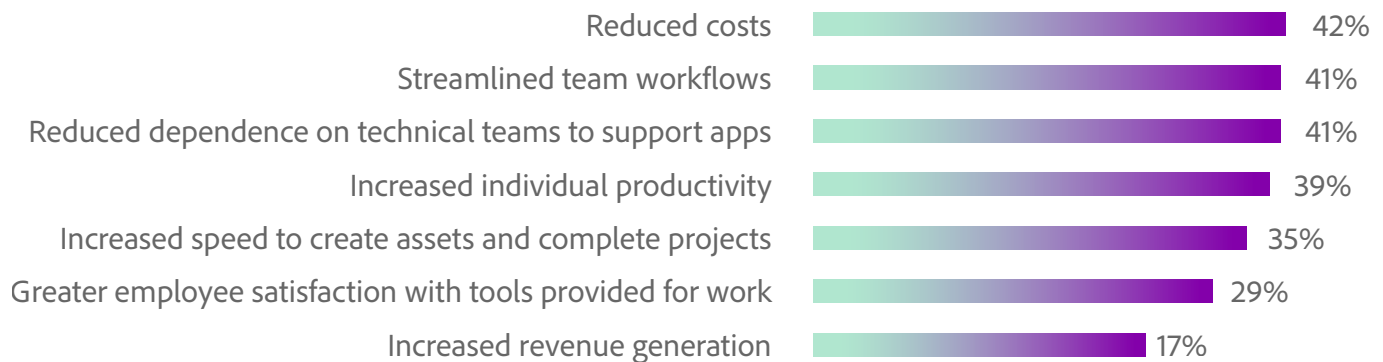 Reduced costs 42%
Streamlined team workflows 41%
Reduced dependence on technical teams to support apps 41%
Increased individual productivity 39%
Increased speed to create assets and complete projects 35%
Greater employee satisfaction with tools provided for work 29%
Increased revenue generation 17%